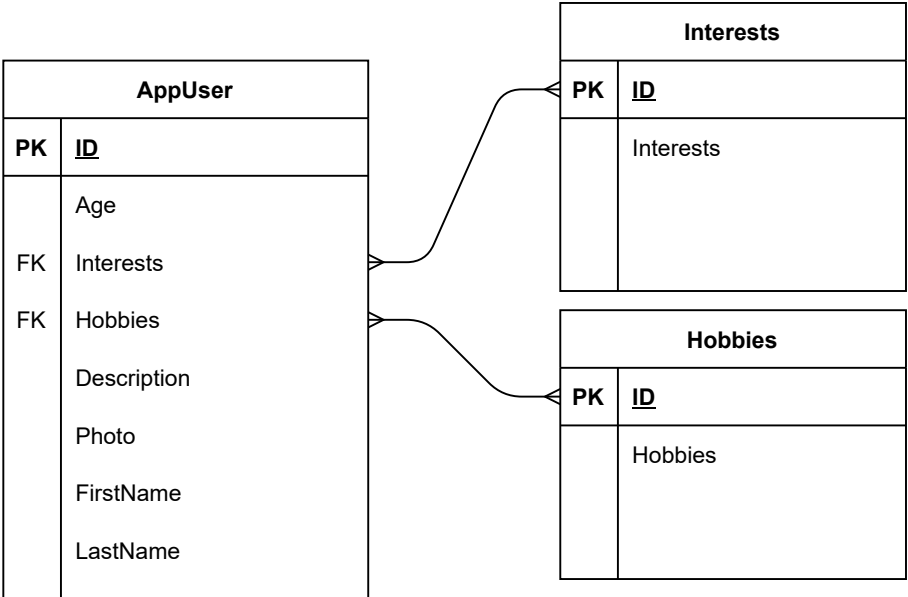 AppUser
PK ID
Age
FK Interests
FK Hobbies
Description
Photo
FirstName
LastName
Interests
PK ID
Interests
Hobbies
PK ID
Hobbies